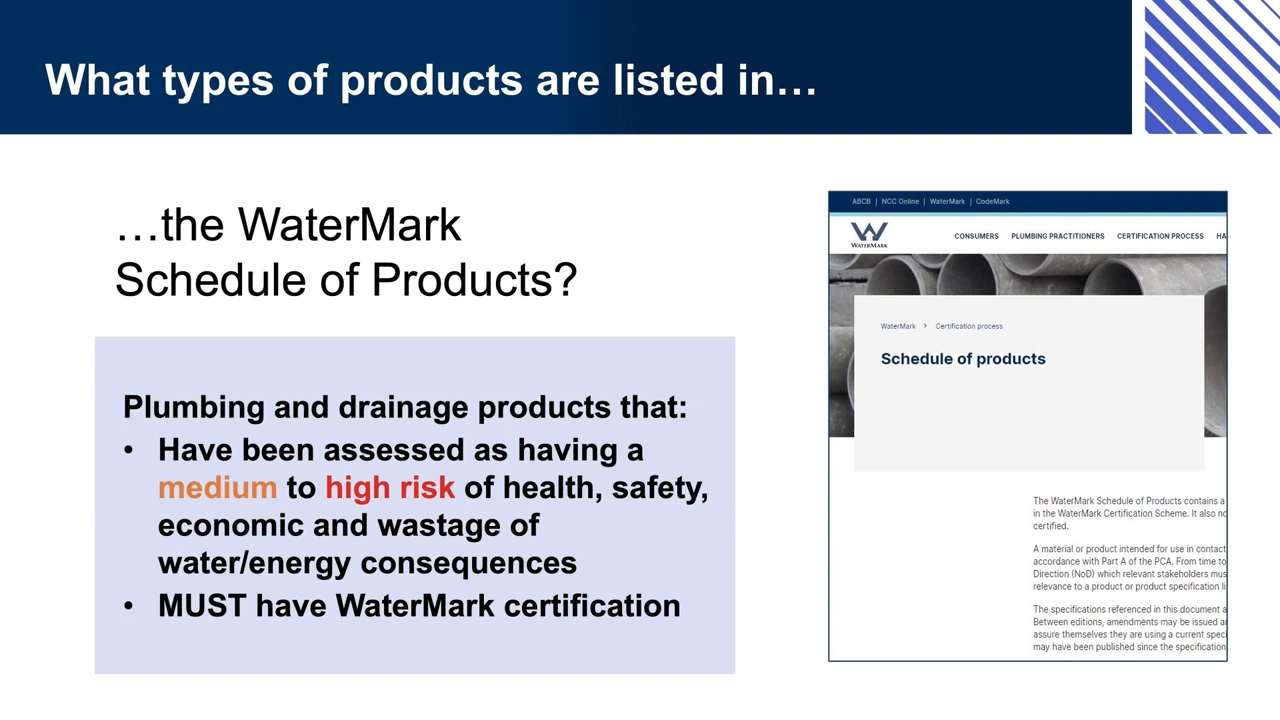 What types of products are listed in…
…the WaterMark
Schedule of Products?
Plumbing and drainage products that:
• Have been assessed as having a
medium to high risk of health, safety,
economic and wastage of
water/energy consequences
• MUST have WaterMark certification
ABCB | NCC Online | WaterMark | CodeMark
WATERMARK
CONSUMERS PLUMBING PRACTITIONERS CERTIFICATION PROCESS HA
WaterMark > Certification process
Schedule of products
The WaterMark Schedule of Products contains a
in the WaterMark Certification Scheme. It also no
certified.
A material or product intended for use in contact
accordance with Part A of the PCA. From time to
Direction (NoD) which relevant stakeholders mus
relevance to a product or product specification li
The specifications referenced in this document a
Between editions, amendments may be issued a
assure themselves they are using a current spec
may have been published since the specification